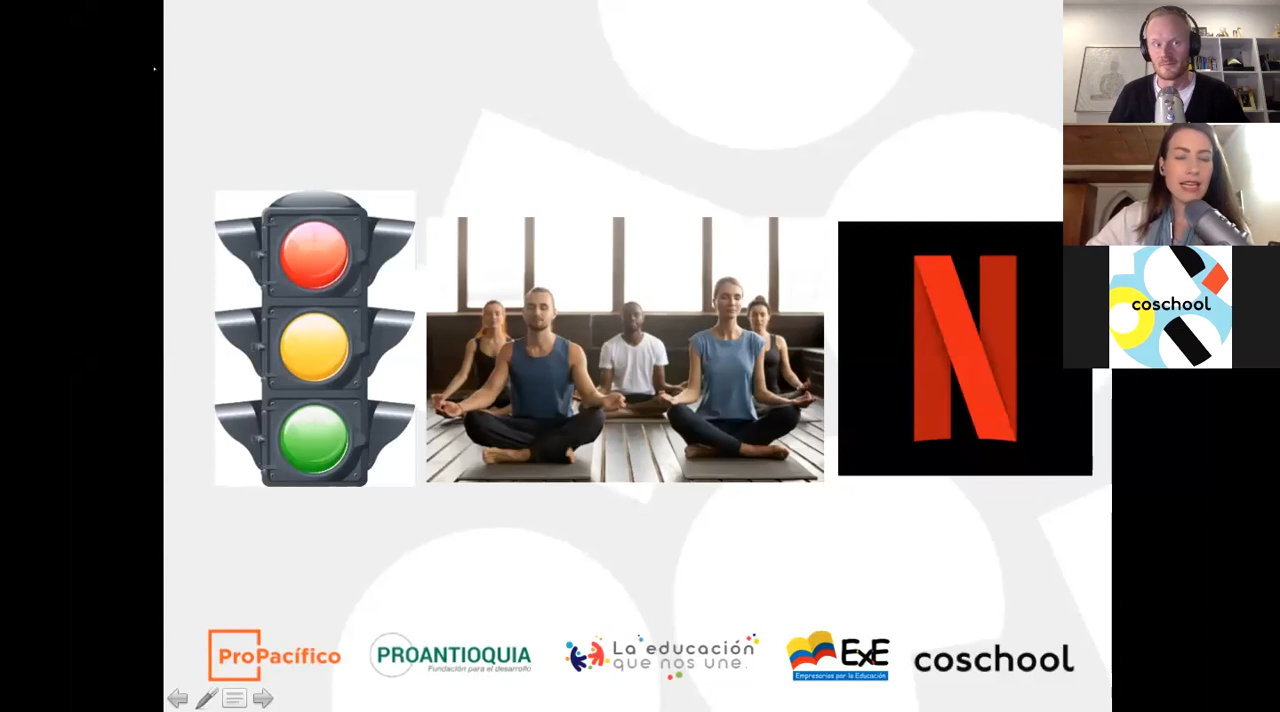 coschool
ProPacífico
PROANTIOQUIA
Fundación para el desarrollo
La educación
que nos une.
ExE
Empresarios por la Educación
coschool